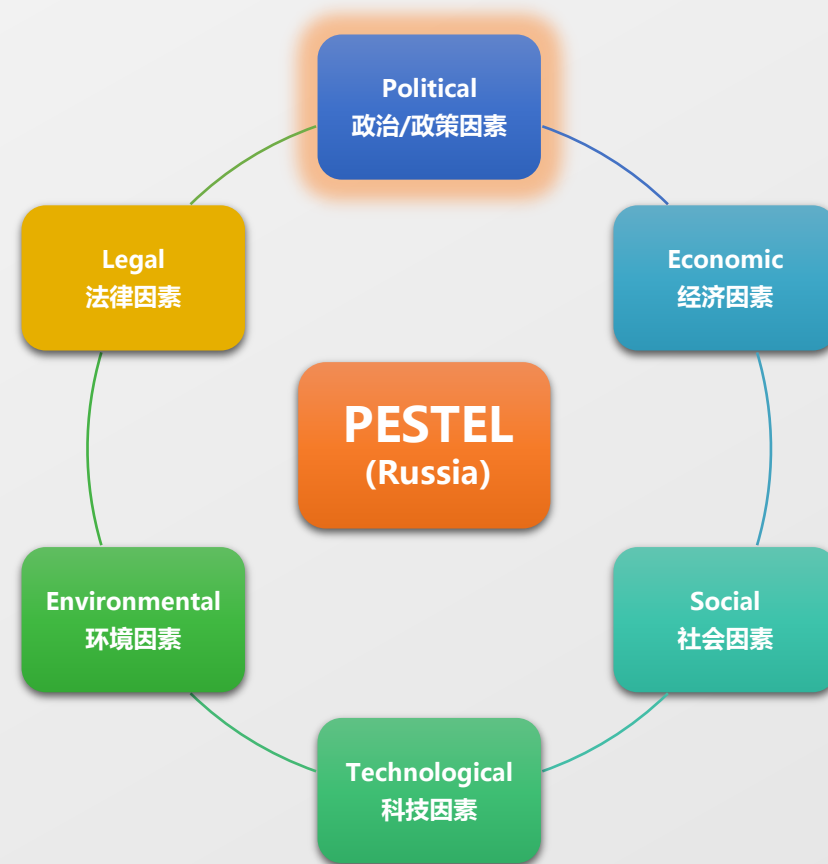 Political
政治/政策因素
Legal
法律因素
Economic
经济因素
PESTEL
(Russia)
Environmental
环境因素
Social
社会因素
Technological
科技因素